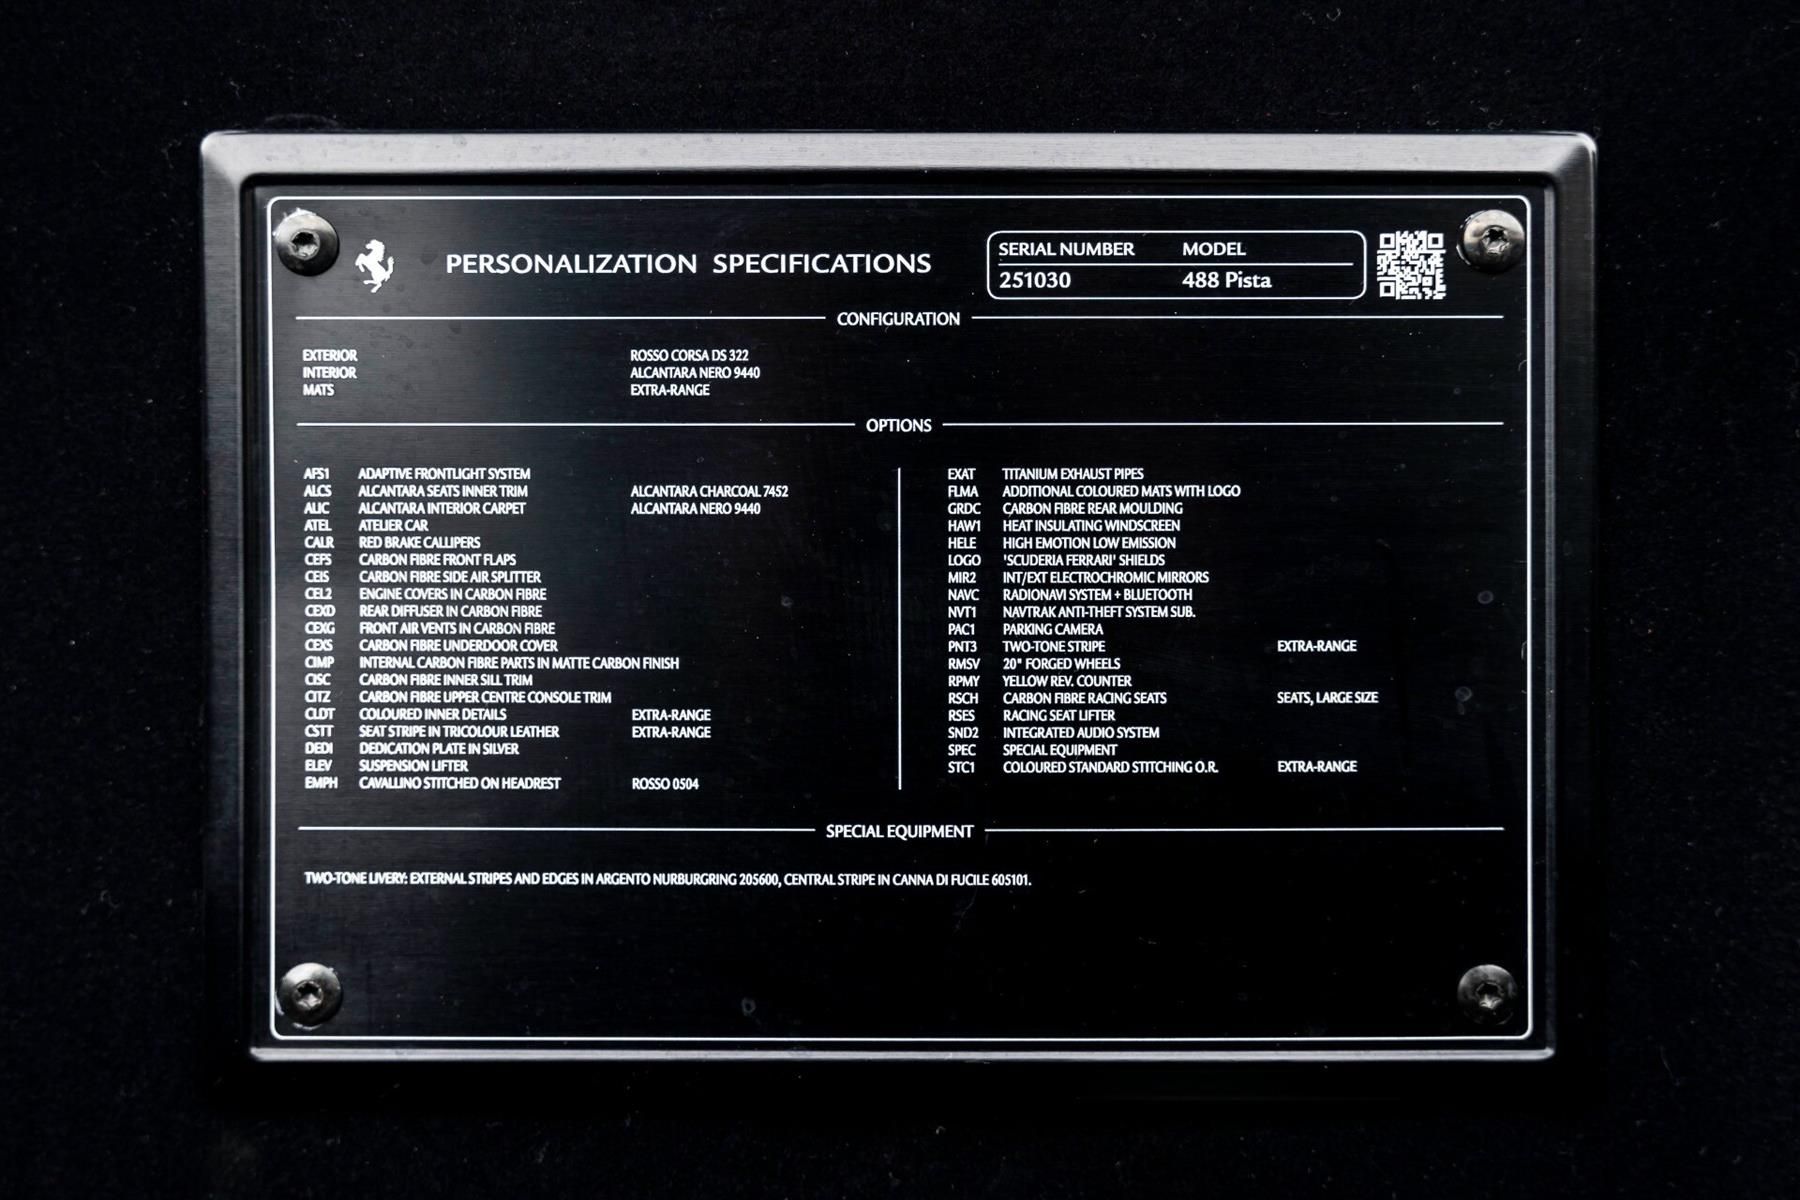 PERSONALIZATION SPECIFICATIONS
SERIAL NUMBER MODEL
251030 488 Pista
CONFIGURATION
EXTERIOR ROSSO CORSA DS 322
INTERIOR ALCANTARA NERO 9440
MATS EXTRA-RANGE
OPTIONS
AFS1 ADAPTIVE FRONTLIGHT SYSTEM
ALCS ALCANTARA SEATS INNER TRIM ALCANTARA CHARCOAL 7452
ALIC ALCANTARA INTERIOR CARPET ALCANTARA NERO 9440
ATEL ATELIER CAR
CALR RED BRAKE CALLIPERS
CEFS CARBON FIBRE FRONT FLAPS
CEIS CARBON FIBRE SIDE AIR SPLITTER
CEL2 ENGINE COVERS IN CARBON FIBRE
CEXD REAR DIFFUSER IN CARBON FIBRE
CEXG FRONT AIR VENTS IN CARBON FIBRE
CEXS CARBON FIBRE UNDERDOOR COVER
CIMP INTERNAL CARBON FIBRE PARTS IN MATTE CARBON FINISH
CISC CARBON FIBRE INNER SILL TRIM
CITZ CARBON FIBRE UPPER CENTRE CONSOLE TRIM
CLDT COLOURED INNER DETAILS EXTRA-RANGE
CSTT SEAT STRIPE IN TRICOLOUR LEATHER EXTRA-RANGE
DEDI DEDICATION PLATE IN SILVER
ELEV SUSPENSION LIFTER
EMPH CAVALLINO STITCHED ON HEADREST ROSSO 0504
EXAT TITANIUM EXHAUST PIPES
FLMA ADDITIONAL COLOURED MATS WITH LOGO
GRDC CARBON FIBRE REAR MOULDING
HAW1 HEAT INSULATING WINDSCREEN
HELE HIGH EMOTION LOW EMISSION
LOGO 'SCUDERIA FERRARI' SHIELDS
MIR2 INT/EXT ELECTROCHROMIC MIRRORS
NAVC RADIONAVI SYSTEM + BLUETOOTH
NVT1 NAVTRAK ANTI-THEFT SYSTEM SUB.
PAC1 PARKING CAMERA
PNT3 TWO-TONE STRIPE EXTRA-RANGE
RMSV 20" FORGED WHEELS
RPMY YELLOW REV. COUNTER
RSCH CARBON FIBRE RACING SEATS SEATS, LARGE SIZE
RSES RACING SEAT LIFTER
SND2 INTEGRATED AUDIO SYSTEM
SPEC SPECIAL EQUIPMENT
STC1 COLOURED STANDARD STITCHING O.R. EXTRA-RANGE
SPECIAL EQUIPMENT
TWO-TONE LIVERY: EXTERNAL STRIPES AND EDGES IN ARGENTO NURBURGRING 205600, CENTRAL STRIPE IN CANNA DI FUCILE 605101.